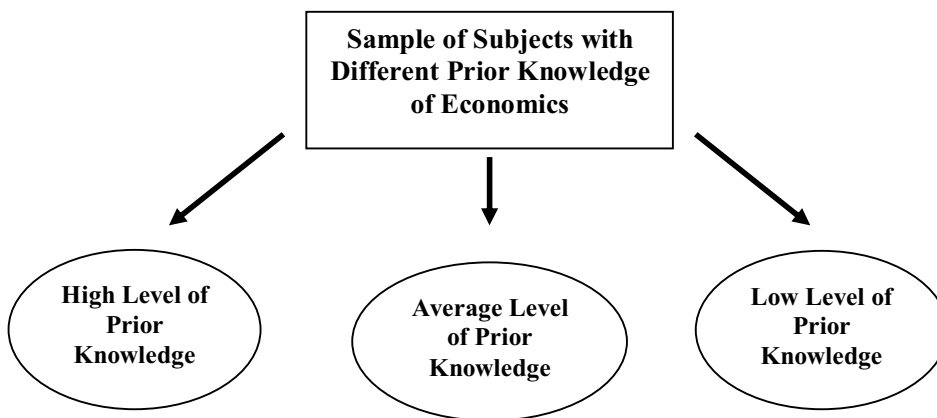 Sample of Subjects with
Different Prior Knowledge
of Economics
High Level of
Prior
Knowledge
Average Level
of Prior
Knowledge
Low Level of
Prior
Knowledge